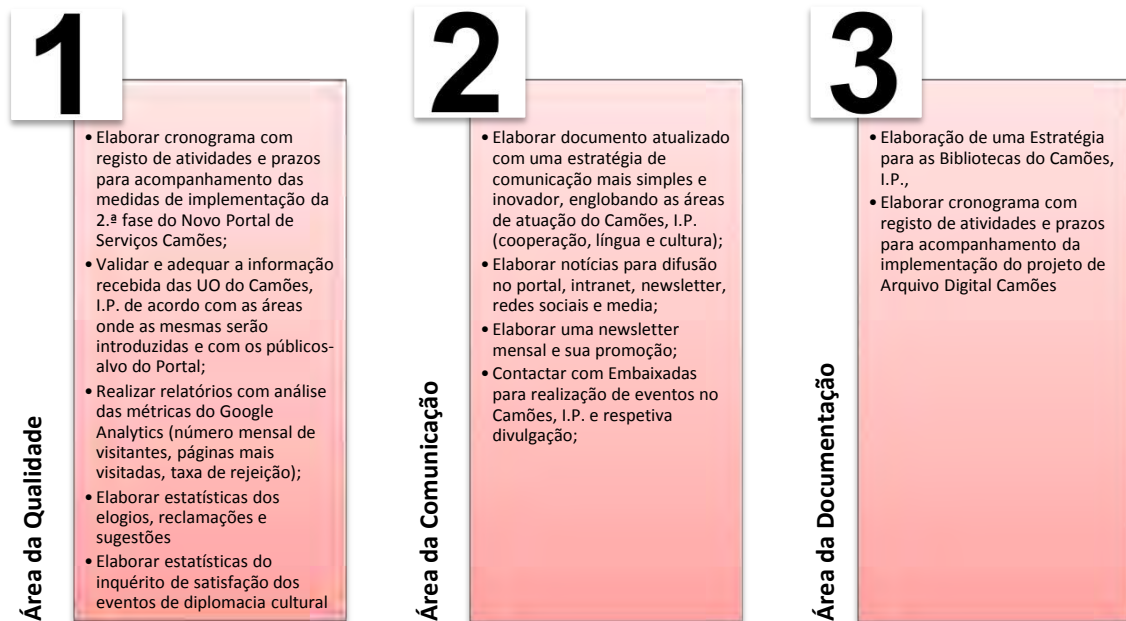 1
Área da Qualidade
• Elaborar cronograma com
registo de atividades e prazos
para acompanhamento das
medidas de implementação da
2.ª fase do Novo Portal de
Serviços Camões;
• Validar e adequar a informação
recebida das UO do Camões,
I.P. de acordo com as áreas
onde as mesmas serão
introduzidas e com os públicos-
alvo do Portal;
• Realizar relatórios com análise
das métricas do Google
Analytics (número mensal de
visitantes, páginas mais
visitadas, taxa de rejeição);
• Elaborar estatísticas dos
elogios, reclamações e
sugestões
• Elaborar estatísticas do
inquérito de satisfação dos
eventos de diplomacia cultural
2
Área da Comunicação
• Elaborar documento atualizado
com uma estratégia de
comunicação mais simples e
inovador, englobando as áreas
de atuação do Camões, I.P.
(cooperação, língua e cultura);
• Elaborar notícias para difusão
no portal, intranet, newsletter,
redes sociais e media;
• Elaborar uma newsletter
mensal e sua promoção;
• Contactar com Embaixadas
para realização de eventos no
Camões, I.P. e respetiva
divulgação;
3
Área da Documentação
• Elaboração de uma Estratégia
para as Bibliotecas do Camões,
I.P.,
• Elaborar cronograma com
registo de atividades e prazos
para acompanhamento da
implementação do projeto de
Arquivo Digital Camões